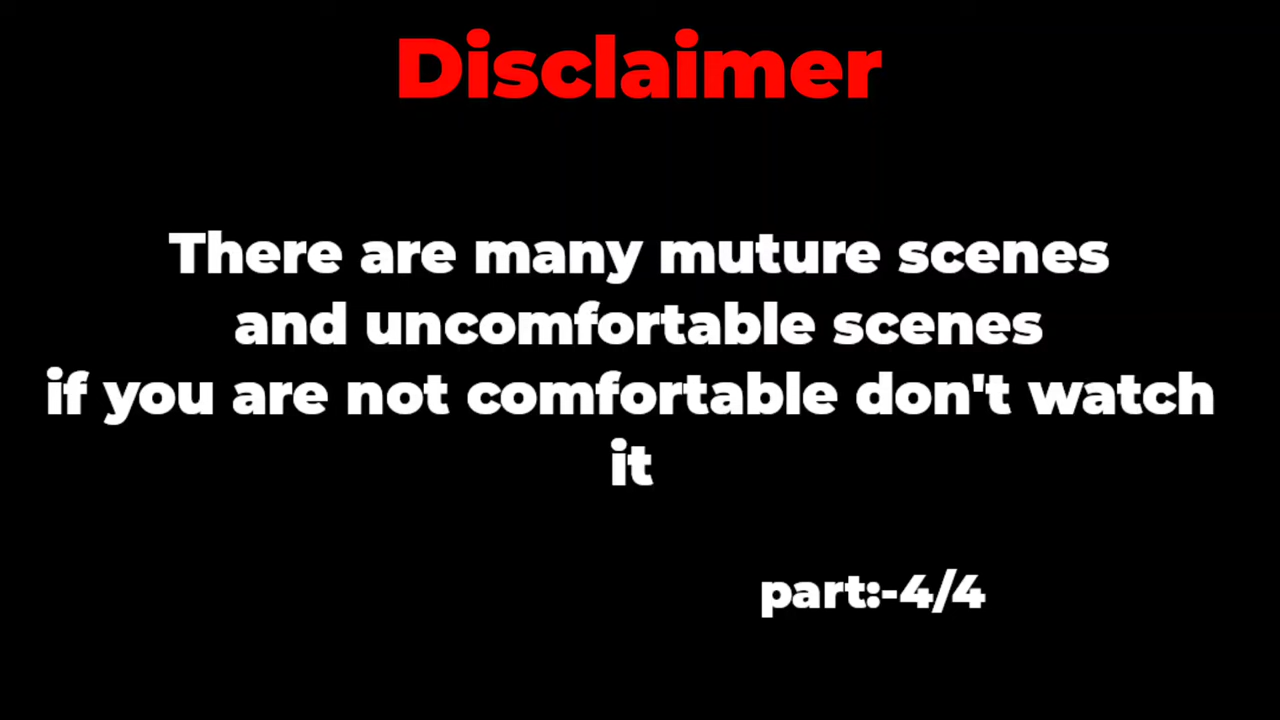 Disclaimer
There are many muture scenes
and uncomfortable scenes
if you are not comfortable don't watch
it
part:-4/4